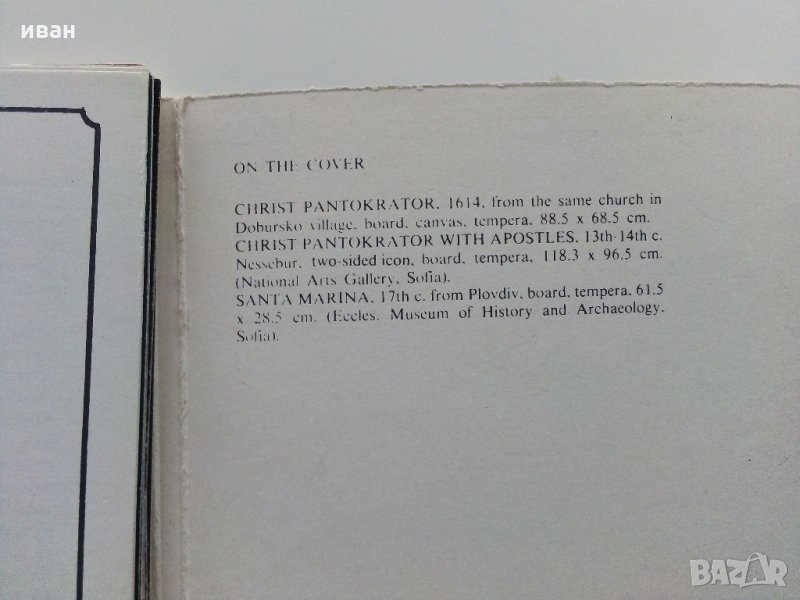 иван
ON THE COVER
CHRIST PANTOKRATOR, 1614, from the same church in
Dobursko village, board, canvas, tempera, 88.5 x 68.5 cm.
CHRIST PANTOKRATOR WITH APOSTLES, 13th-14th c.
Nessebur, two-sided icon, board, tempera, 118.3 x 96.5 cm.
(National Arts Gallery, Sofia).
SANTA MARINA, 17th c. from Plovdiv, board, tempera, 61.5
x 28.5 cm. (Eccles. Museum of History and Archaeology,
Sofia).
BAZAR